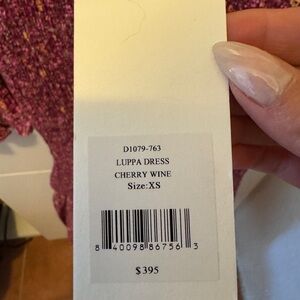 D1079-763
LUPPA DRESS
CHERRY WINE
Size:XS
8 40098 86756 3
$395